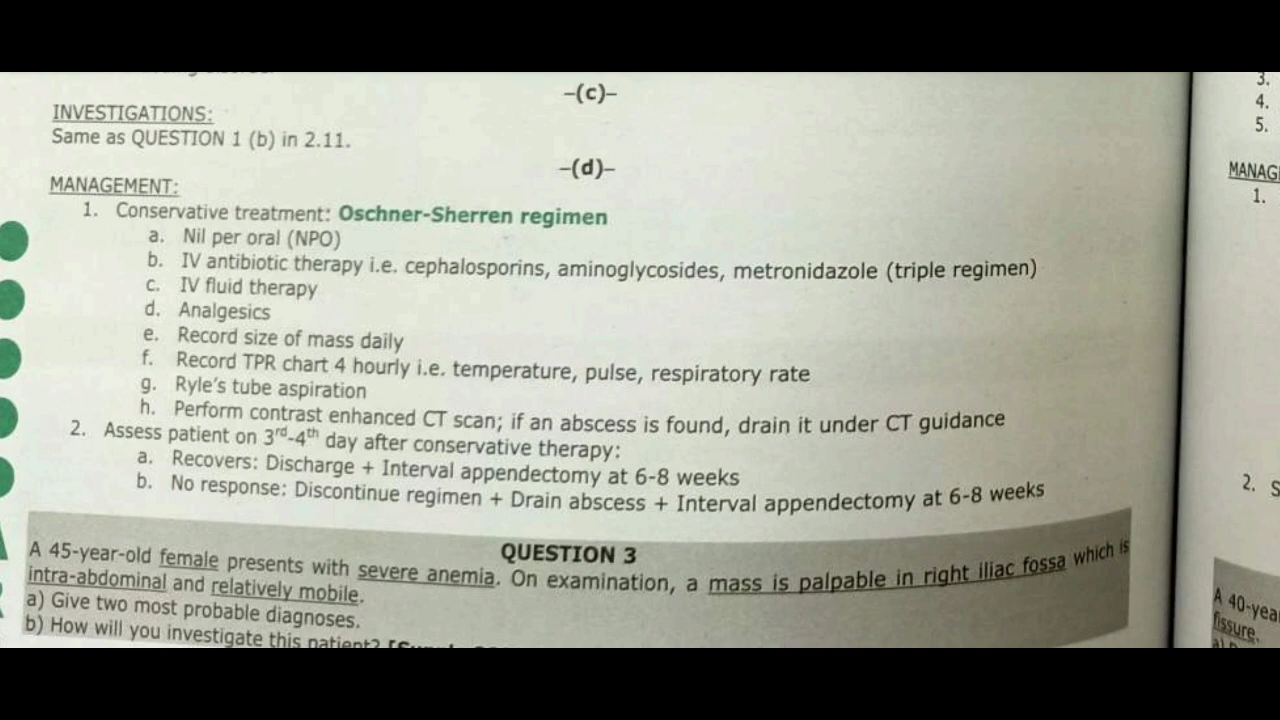 -(c)-
INVESTIGATIONS:
Same as QUESTION 1 (b) in 2.11.
-(d)-
MANAGEMENT:
1. Conservative treatment: Oschner-Sherren regimen
a. Nil per oral (NPO)
b. IV antibiotic therapy i.e. cephalosporins, aminoglycosides, metronidazole (triple regimen)
c. IV fluid therapy
d. Analgesics
e. Record size of mass daily
f. Record TPR chart 4 hourly i.e. temperature, pulse, respiratory rate
g. Ryle's tube aspiration
h. Perform contrast enhanced CT scan; if an abscess is found, drain it under CT guidance
2. Assess patient on 3rd-4th day after conservative therapy:
a. Recovers: Discharge + Interval appendectomy at 6-8 weeks
b. No response: Discontinue regimen + Drain abscess + Interval appendectomy at 6-8 weeks
QUESTION 3
A 45-year-old female presents with severe anemia. On examination, a mass is palpable in right iliac fossa which is
intra-abdominal and relatively mobile.
a) Give two most probable diagnoses.
b) How will you investigate this patient?
3.
4.
5.
MANAG
1.
2. S
A 40-yea
fissure.